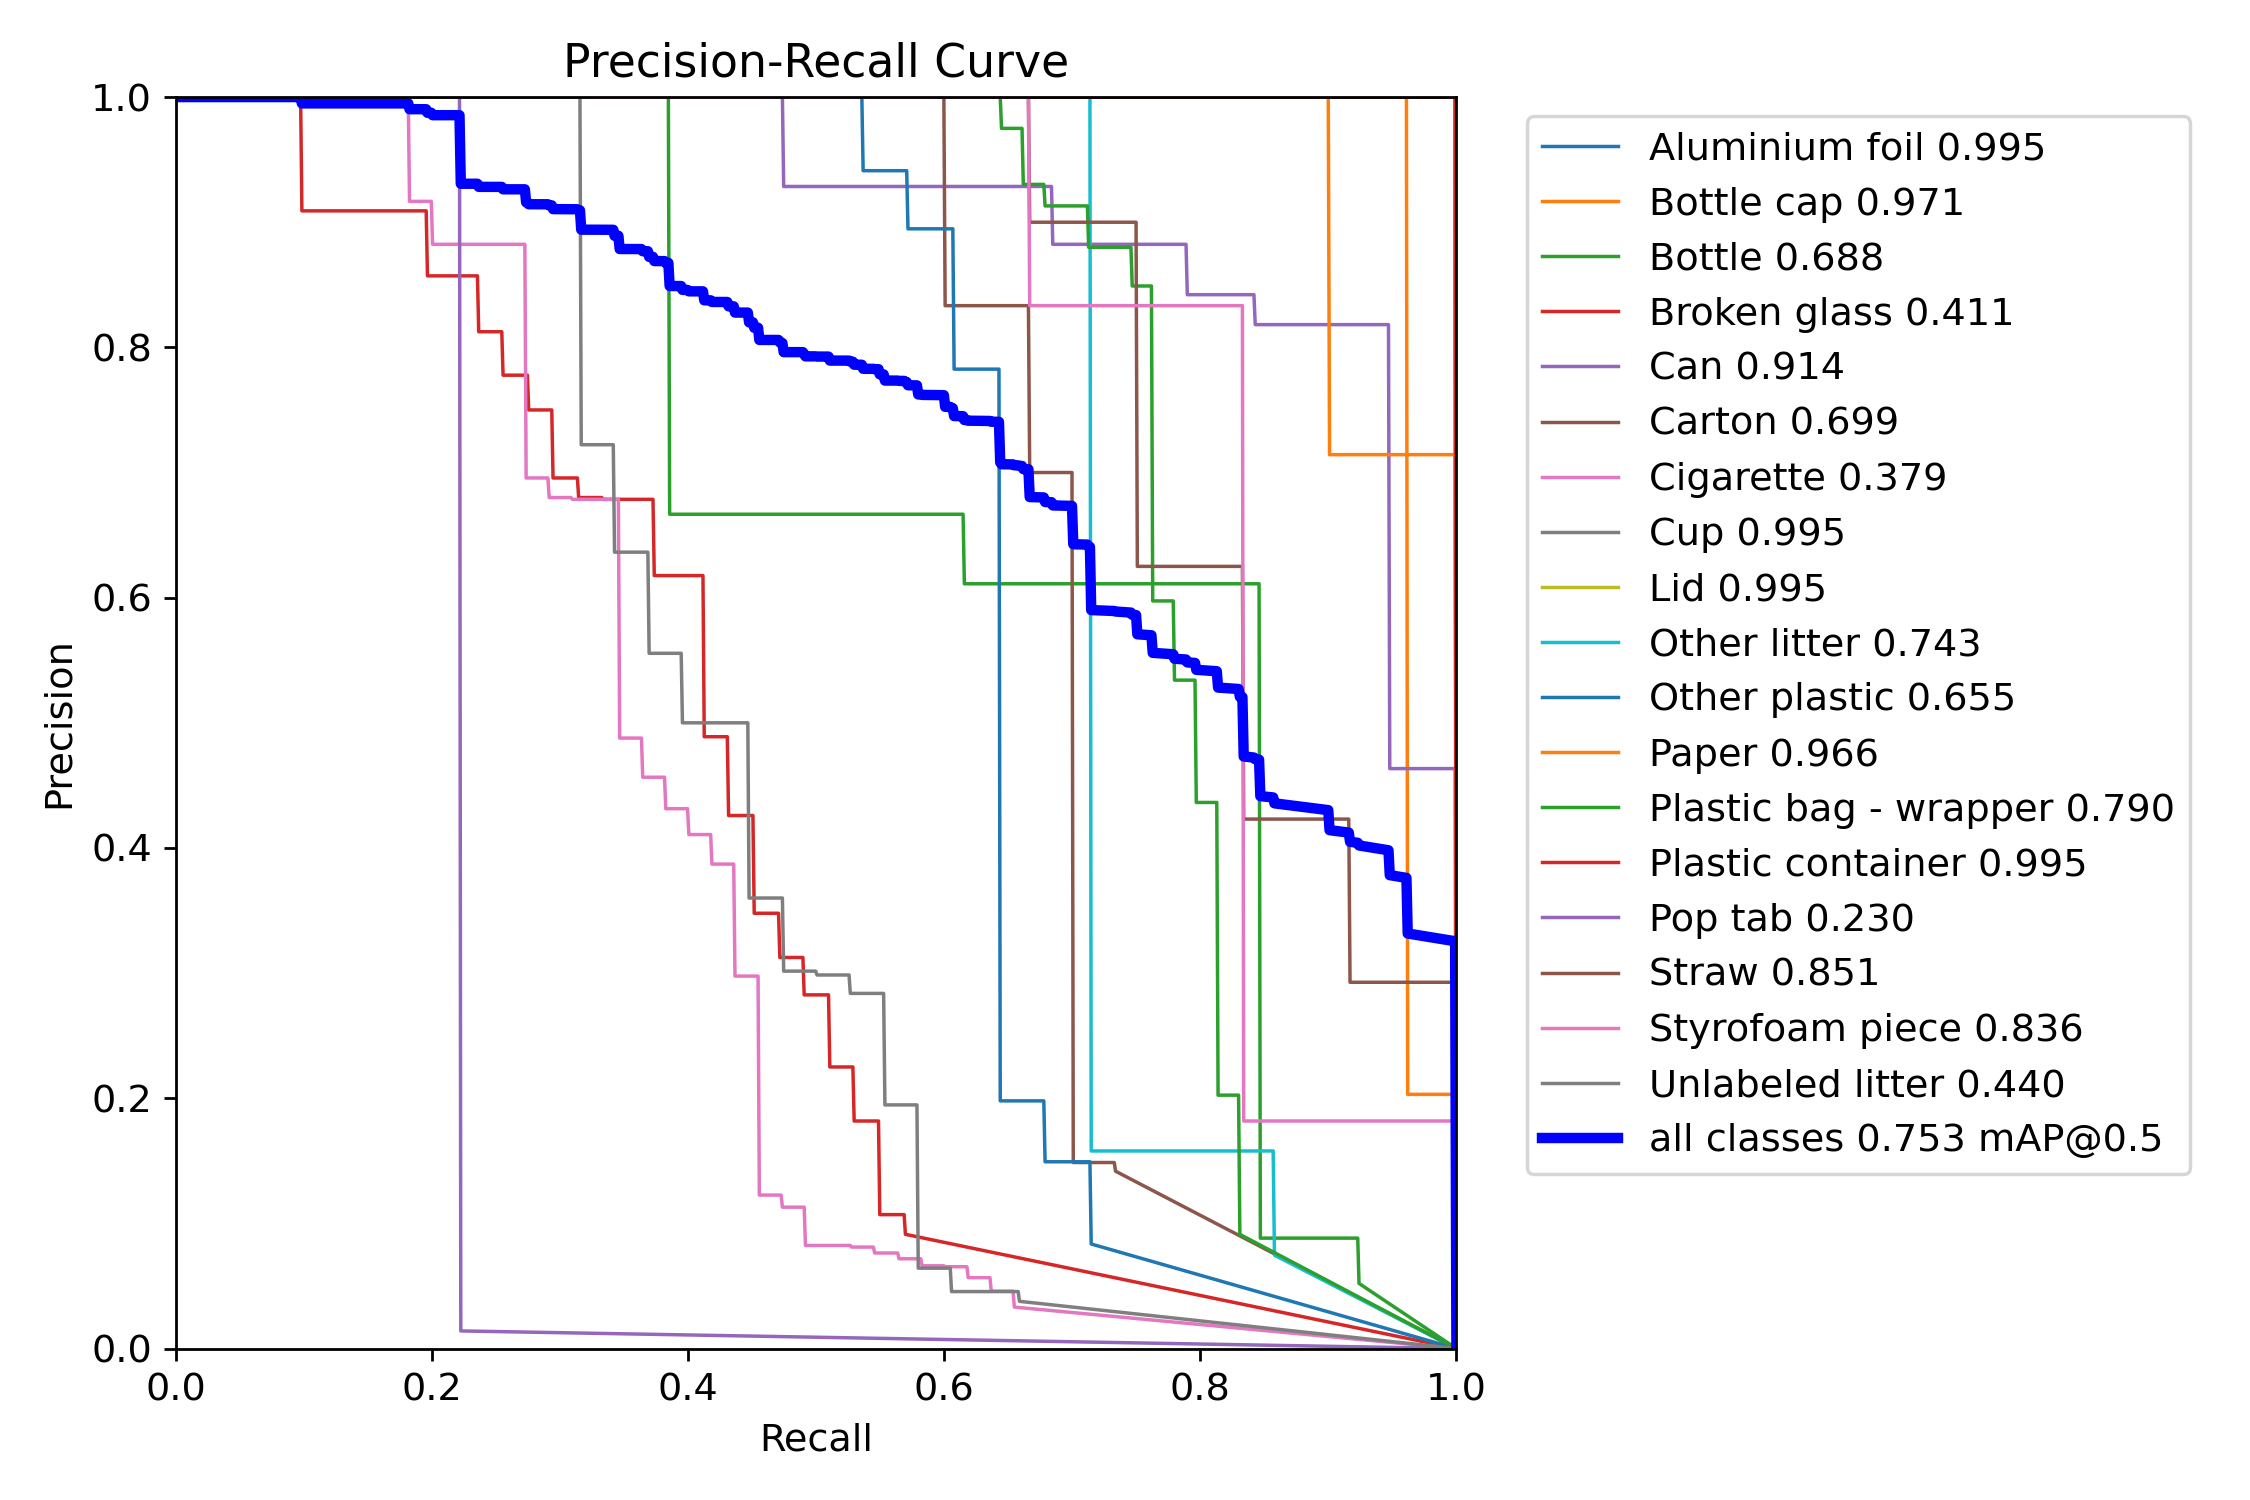 Precision-Recall Curve
1.0
0.8
0.6
0.4
0.2
0.0
Precision
0.0 0.2 0.4 0.6 0.8 1.0
Recall
Aluminium foil 0.995
Bottle cap 0.971
Bottle 0.688
Broken glass 0.411
Can 0.914
Carton 0.699
Cigarette 0.379
Cup 0.995
Lid 0.995
Other litter 0.743
Other plastic 0.655
Paper 0.966
Plastic bag - wrapper 0.790
Plastic container 0.995
Pop tab 0.230
Straw 0.851
Styrofoam piece 0.836
Unlabeled litter 0.440
all classes 0.753 mAP@0.5